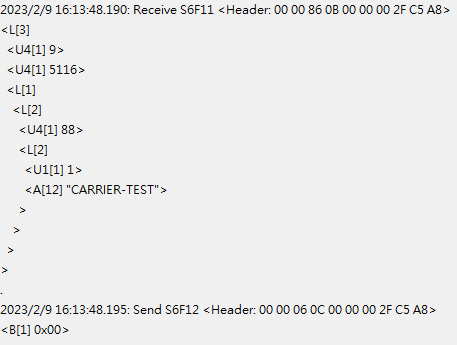 2023/2/9 16:13:48.190: Receive S6F11 <Header: 00 00 86 0B 00 00 00 2F C5 A8>
<L[3]
<U4[1] 9>
<U4[1] 5116>
<L[1]
<L[2]
<U4[1] 88>
<L[2]
<U1[1] 1>
<A[12] "CARRIER-TEST">
>
>
>
>
.
2023/2/9 16:13:48.195: Send S6F12 <Header: 00 00 06 0C 00 00 00 2F C5 A8>
<B[1] 0x00>